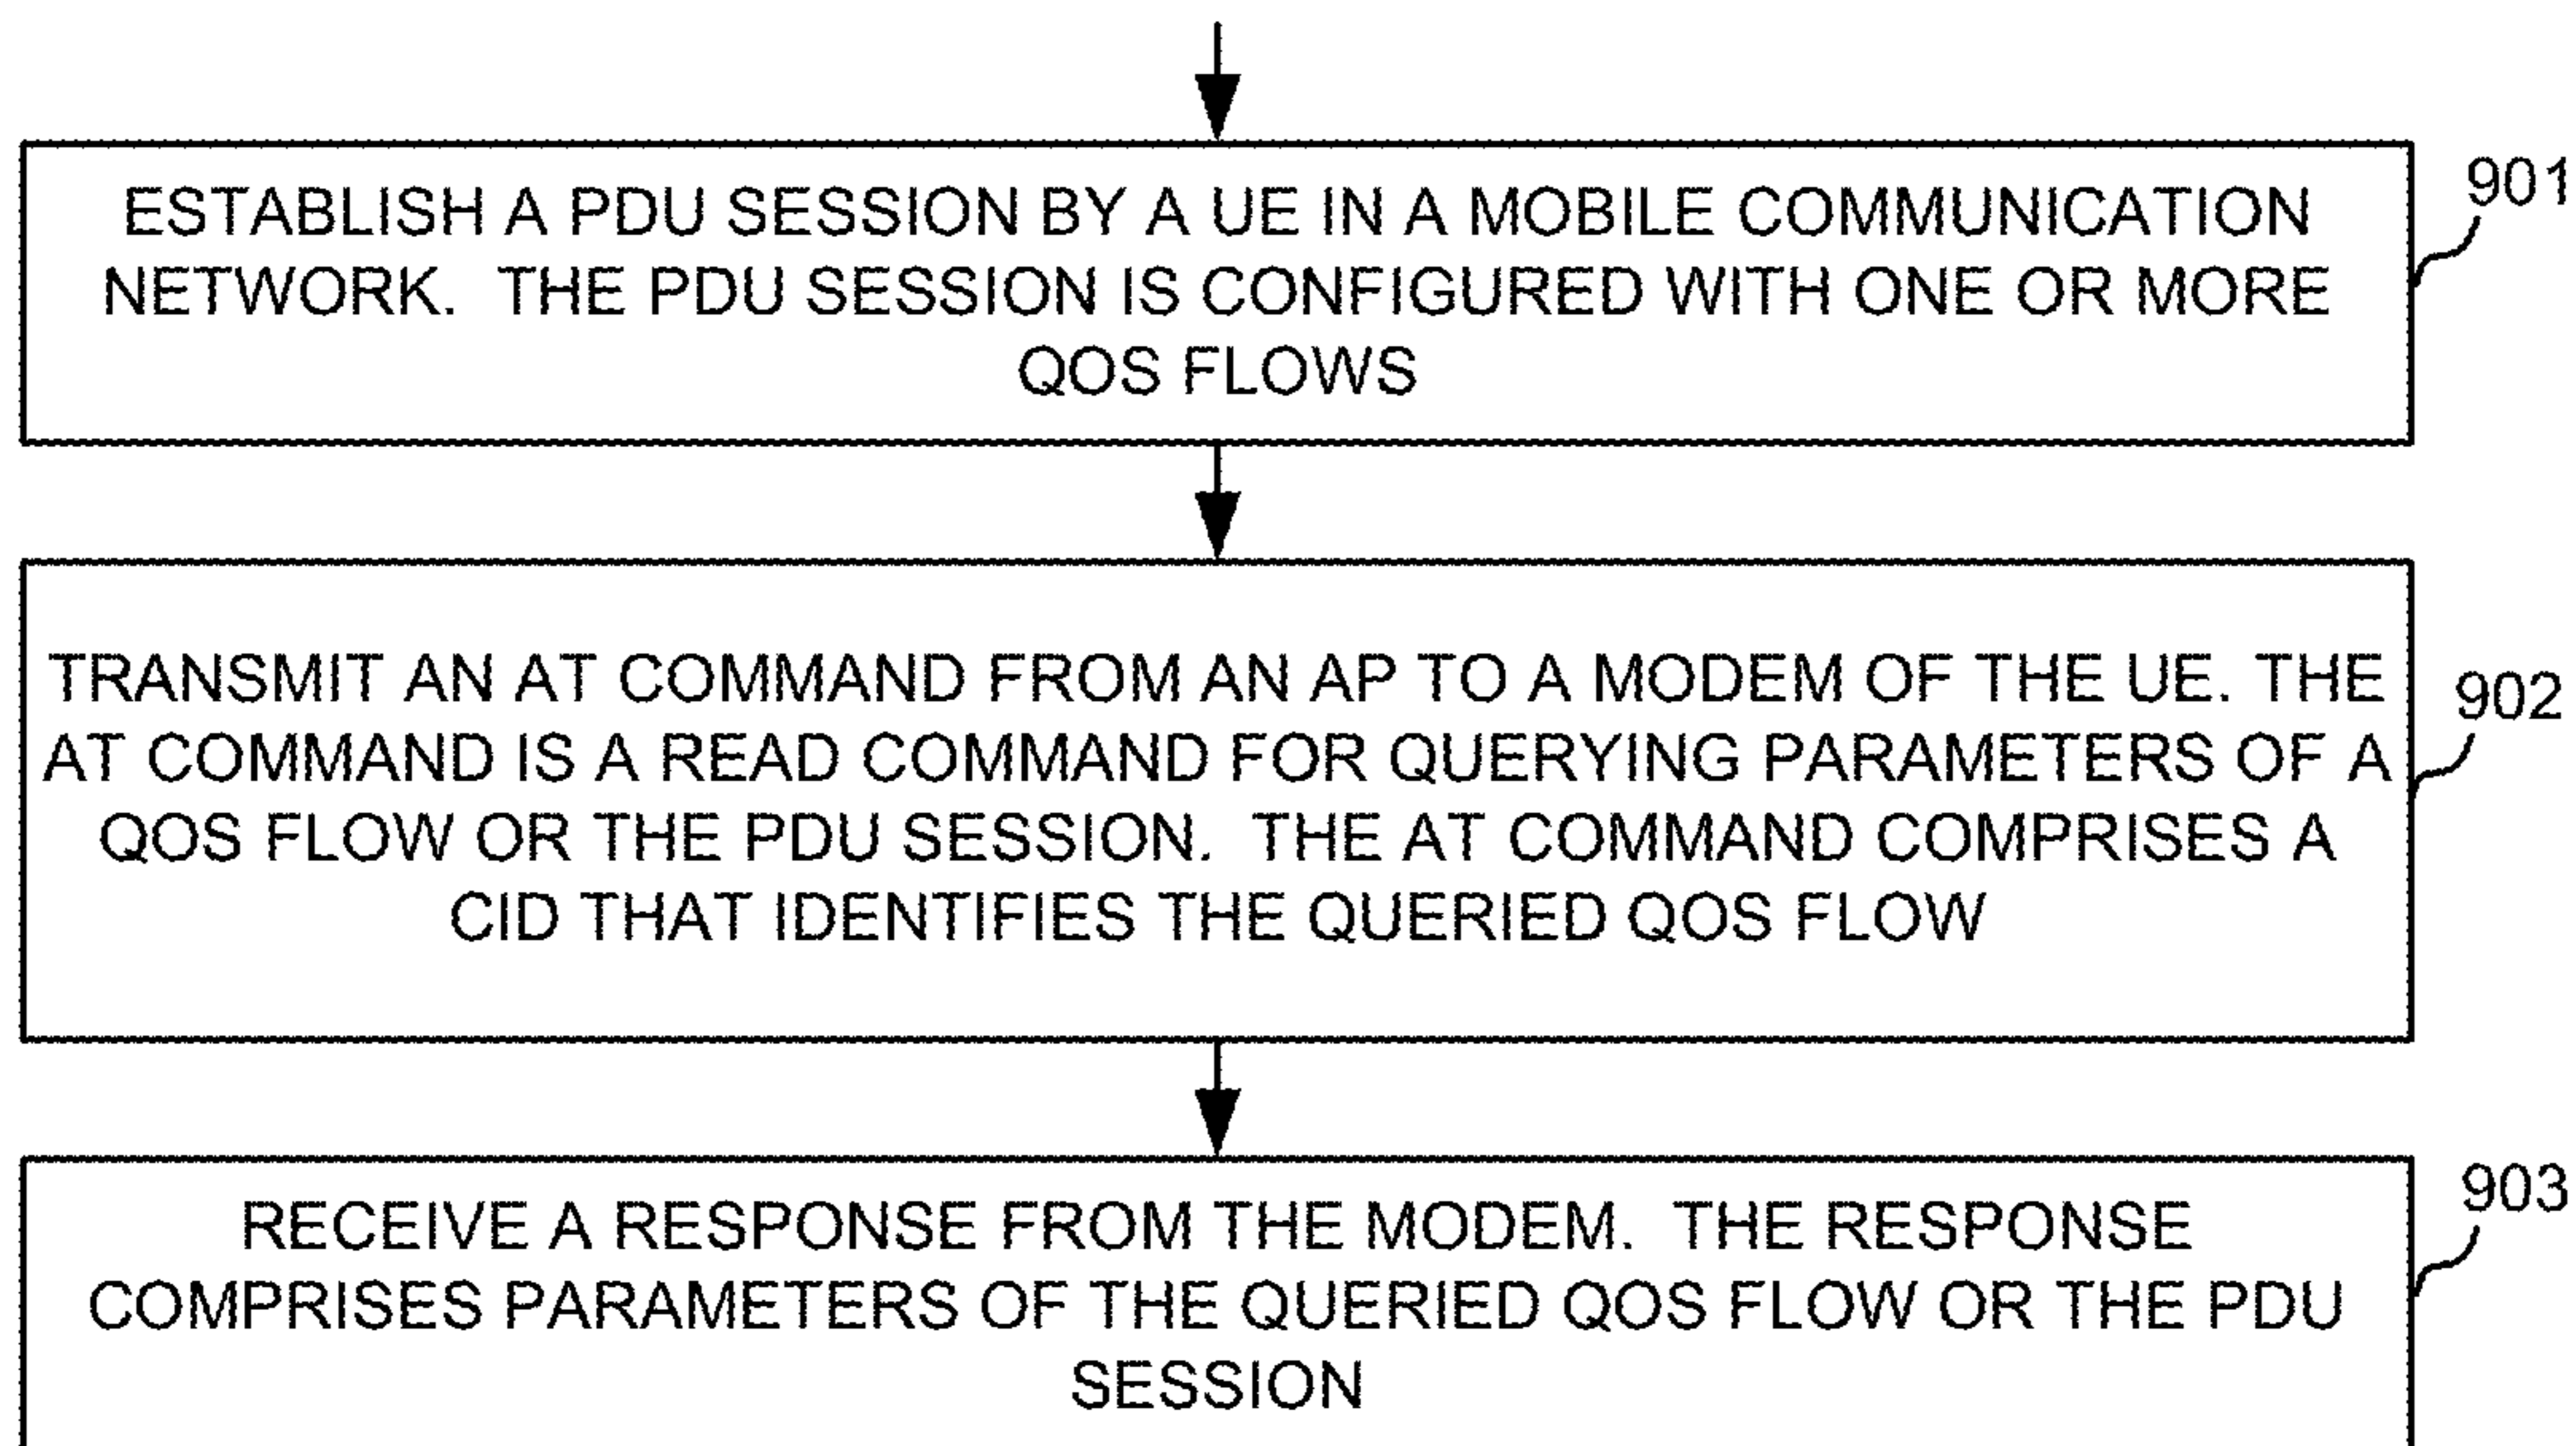 ESTABLISH A PDU SESSION BY A UE IN A MOBILE COMMUNICATION
NETWORK. THE PDU SESSION IS CONFIGURED WITH ONE OR MORE
QOS FLOWS
901
TRANSMIT AN AT COMMAND FROM AN AP TO A MODEM OF THE UE. THE
AT COMMAND IS A READ COMMAND FOR QUERYING PARAMETERS OF A
QOS FLOW OR THE PDU SESSION. THE AT COMMAND COMPRISES A
CID THAT IDENTIFIES THE QUERIED QOS FLOW
902
RECEIVE A RESPONSE FROM THE MODEM. THE RESPONSE
COMPRISES PARAMETERS OF THE QUERIED QOS FLOW OR THE PDU
SESSION
903